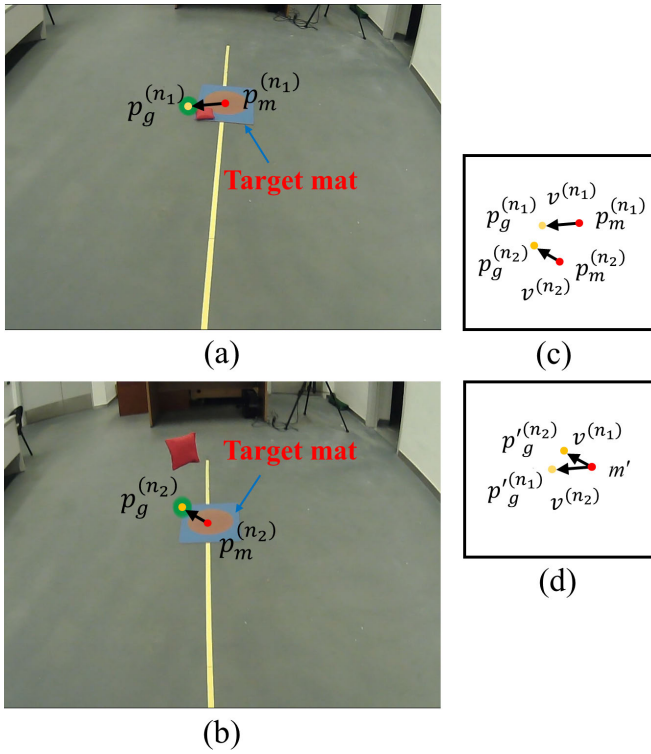 p_g^{(n_1)}
p_m^{(n_1)}
Target mat
(a)
p_g^{(n_2)}
p_m^{(n_2)}
Target mat
(b)
v^{(n_1)}
p_g^{(n_1)}
p_m^{(n_1)}
p_g^{(n_2)}
p_m^{(n_2)}
v^{(n_2)}
(c)
p'_g^{(n_2)}
v^{(n_1)}
m'
p'_g^{(n_1)}
v^{(n_2)}
(d)